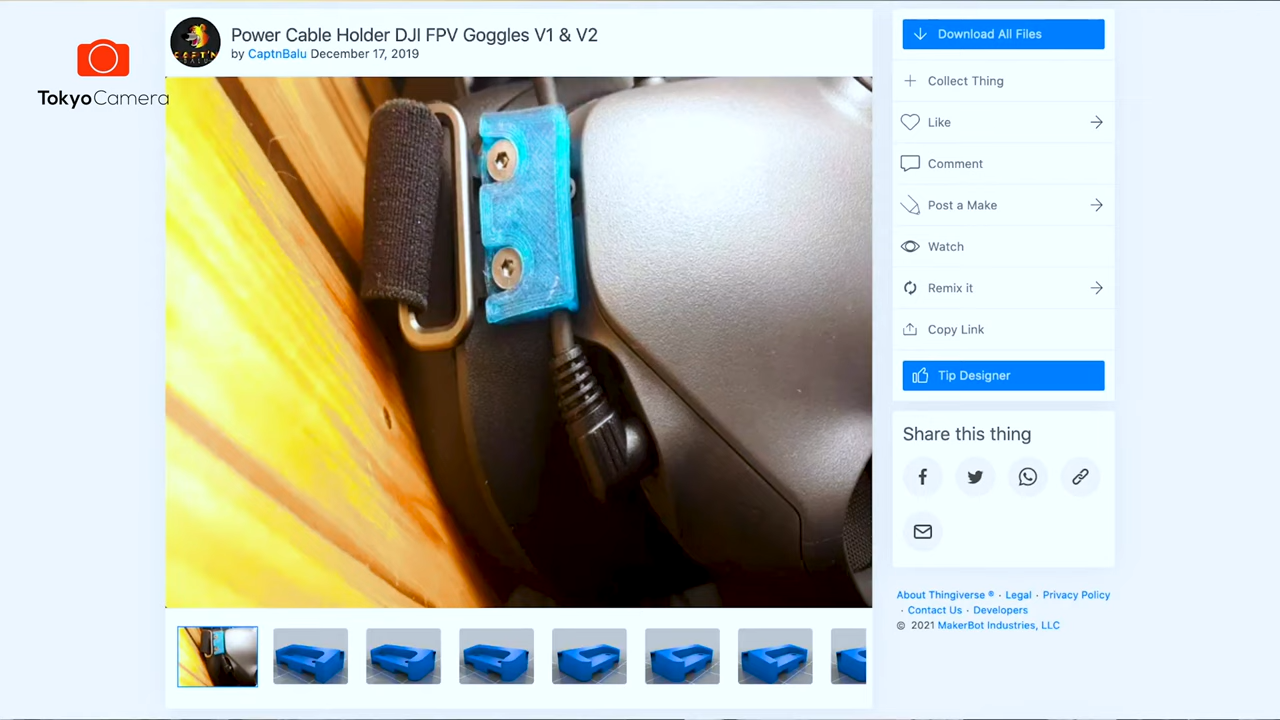 TokyoCamera
Power Cable Holder DJI FPV Goggles V1 & V2
by CaptnBalu December 17, 2019
Download All Files
Collect Thing
Like
Comment
Post a Make
Watch
Remix it
Copy Link
Tip Designer
Share this thing
About Thingiverse ® · Legal · Privacy Policy
· Contact Us · Developers
© 2021 MakerBot Industries, LLC